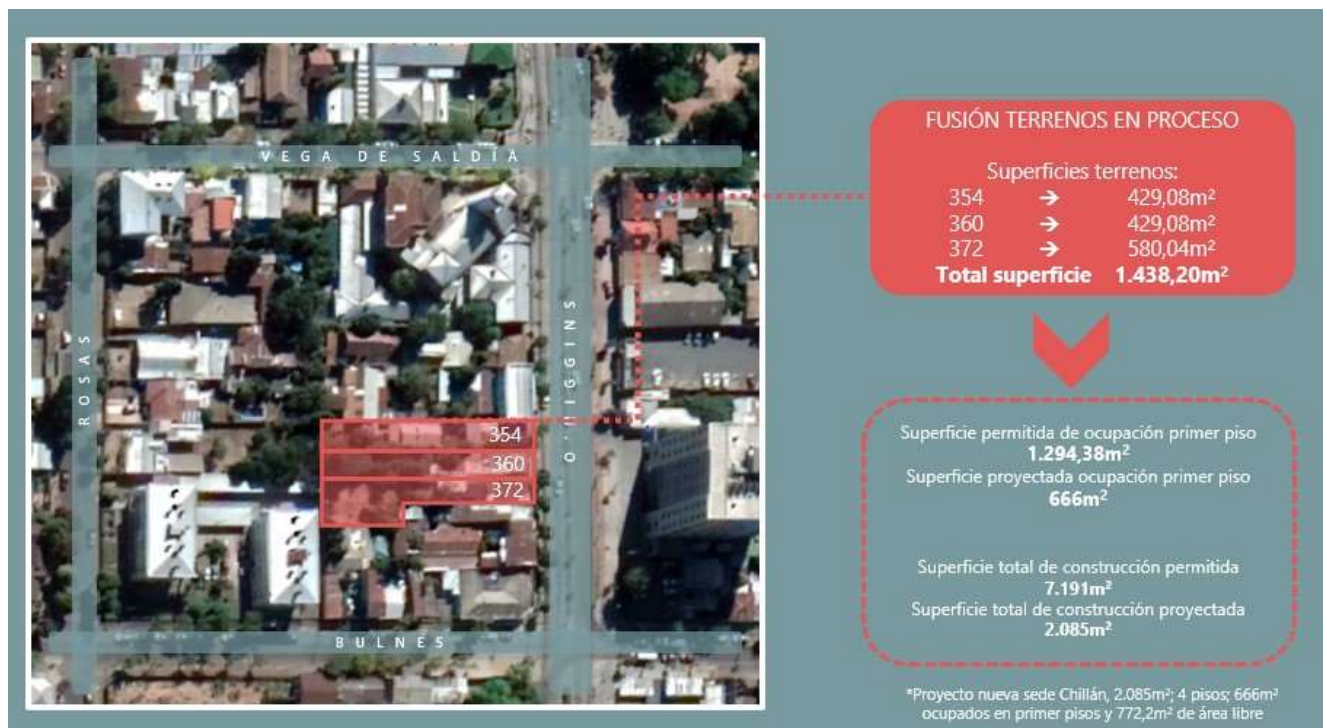 VEGA DE SALDÍA
ROSAS
O'HIGGINS
354
360
372
BULNES
FUSIÓN TERRENOS EN PROCESO
Superficies terrenos:
354 → 429,08m²
360 → 429,08m²
372 → 580,04m²
Total superficie 1.438,20m²
Superficie permitida de ocupación primer piso
1.294,38m²
Superficie proyectada ocupación primer piso
666m²
Superficie total de construcción permitida
7.191m²
Superficie total de construcción proyectada
2.085m²
*Proyecto nueva sede Chillán, 2.085m²; 4 pisos; 666m²
ocupados en primer pisos y 772,2m² de área libre